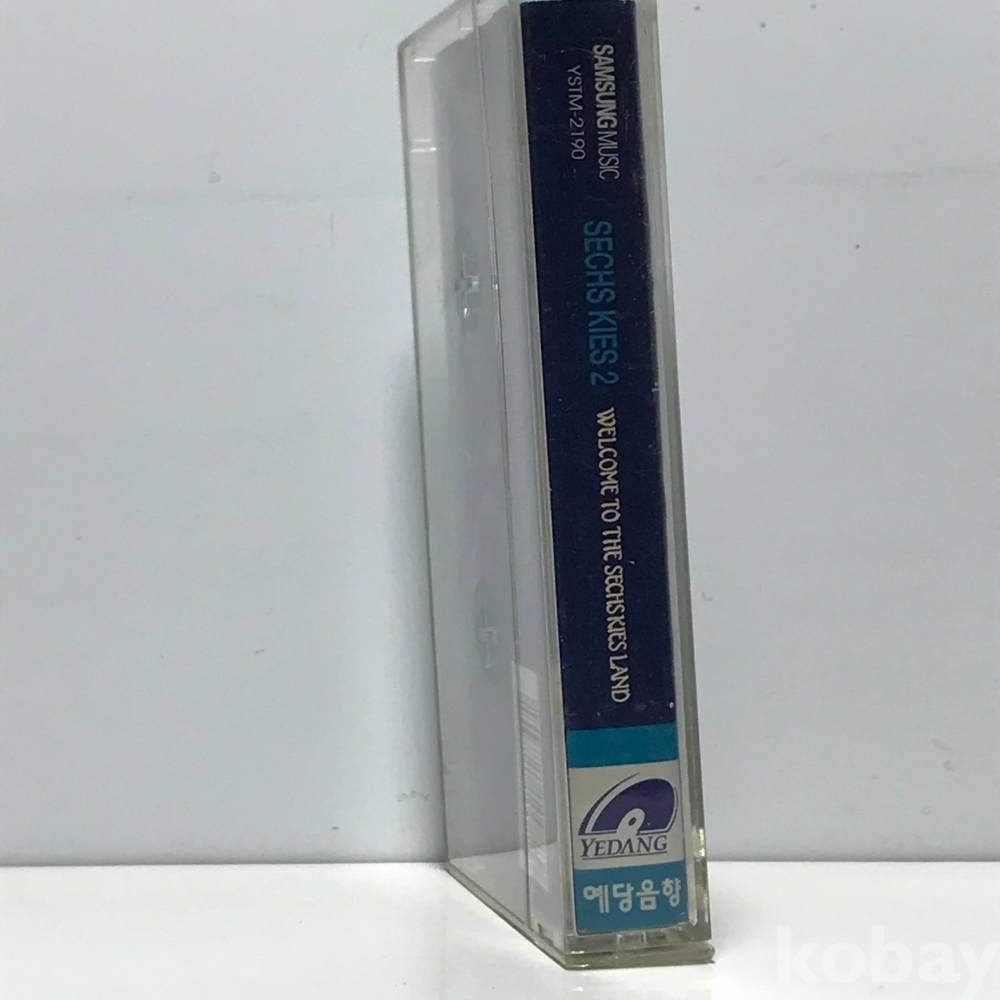 SAMSUNG MUSIC
YSTM-2190
SECHS KIES 2
WELCOME TO THE SECHSKIES LAND
YEDANG
예당음향
kobay